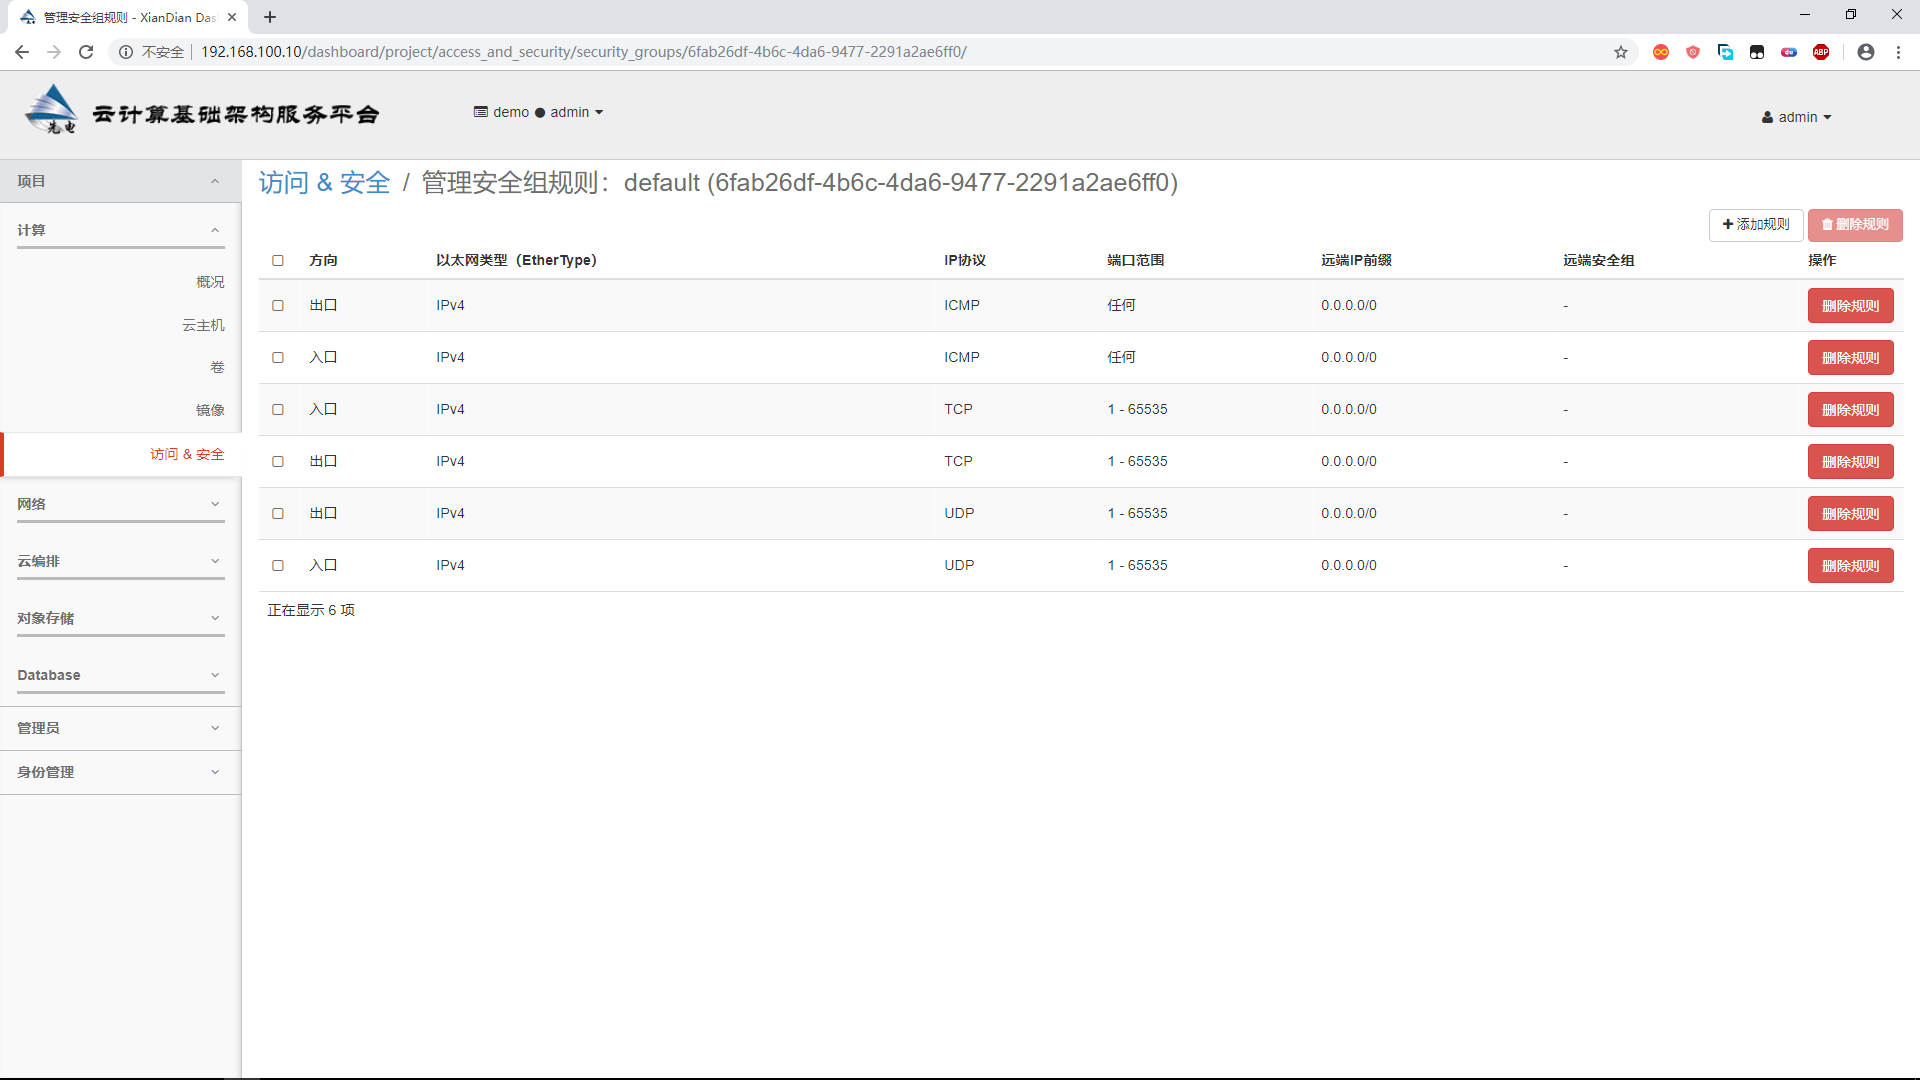 管理安全组规则 - XianDian Das
不安全 192.168.100.10/dashboard/project/access_and_security/security_groups/6fab26df-4b6c-4da6-9477-2291a2ae6ff0/
ABP
先电 云计算基础架构服务平台
demo ● admin
admin
项目
计算
概况
云主机
卷
镜像
访问 & 安全
网络
云编排
对象存储
Database
管理员
身份管理
访问 & 安全 / 管理安全组规则：default (6fab26df-4b6c-4da6-9477-2291a2ae6ff0)
添加规则 删除规则
方向 以太网类型（EtherType） IP协议 端口范围 远端IP前缀 远端安全组 操作
出口 IPv4 ICMP 任何 0.0.0.0/0 - 删除规则
入口 IPv4 ICMP 任何 0.0.0.0/0 - 删除规则
入口 IPv4 TCP 1 - 65535 0.0.0.0/0 - 删除规则
出口 IPv4 TCP 1 - 65535 0.0.0.0/0 - 删除规则
出口 IPv4 UDP 1 - 65535 0.0.0.0/0 - 删除规则
入口 IPv4 UDP 1 - 65535 0.0.0.0/0 - 删除规则
正在显示 6 项